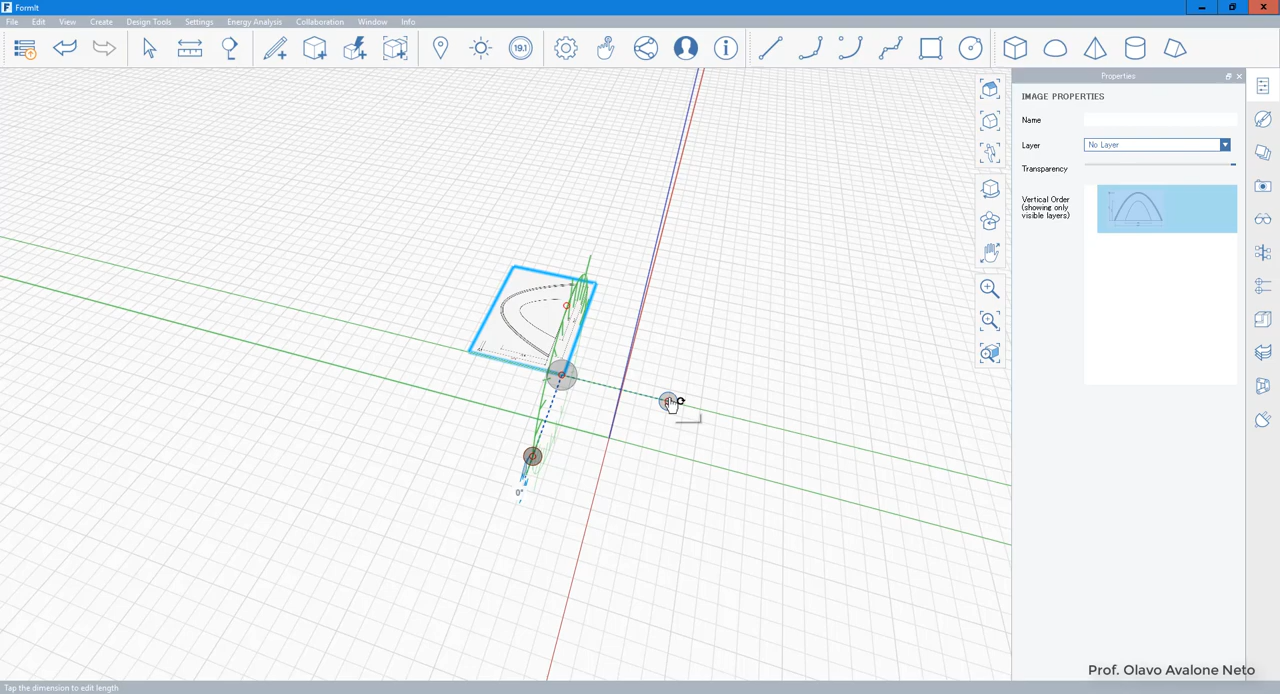 FormIt
File Edit View Create Design Tools Settings Energy Analysis Collaboration Window Info
19.1
Properties
IMAGE PROPERTIES
Name
Layer
No Layer
Transparency
Vertical Order
(showing only
visible layers)
0°
Prof. Olavo Avalone Neto
Tap the dimension to edit length